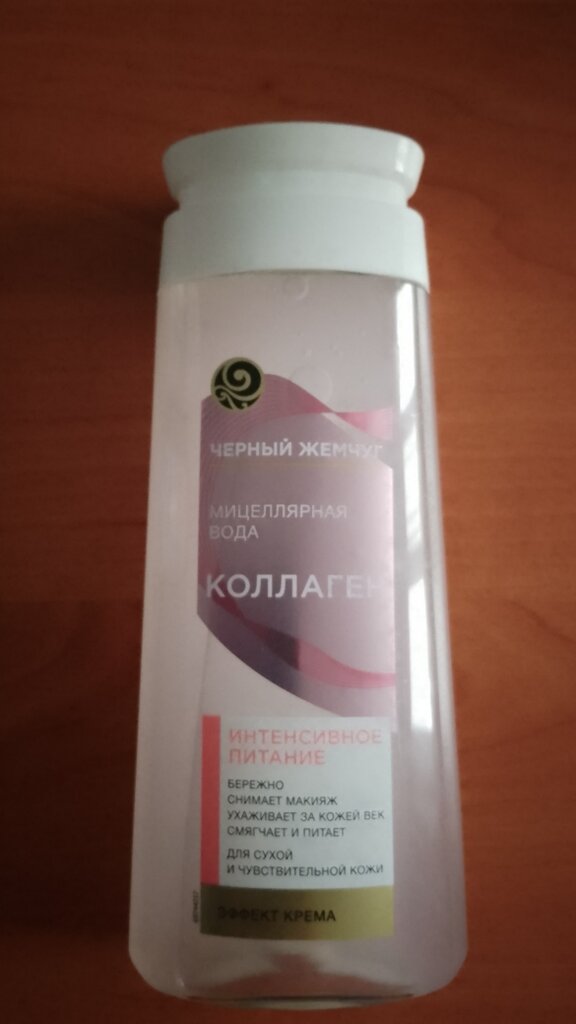 ЧЕРНЫЙ ЖЕМЧУГ
МИЦЕЛЛЯРНАЯ
ВОДА
КОЛЛАГЕН
ИНТЕНСИВНОЕ
ПИТАНИЕ
БЕРЕЖНО
СНИМАЕТ МАКИЯЖ
УХАЖИВАЕТ ЗА КОЖЕЙ ВЕК
СМЯГЧАЕТ И ПИТАЕТ
ДЛЯ СУХОЙ
И ЧУВСТВИТЕЛЬНОЙ КОЖИ
ЭФФЕКТ КРЕМА